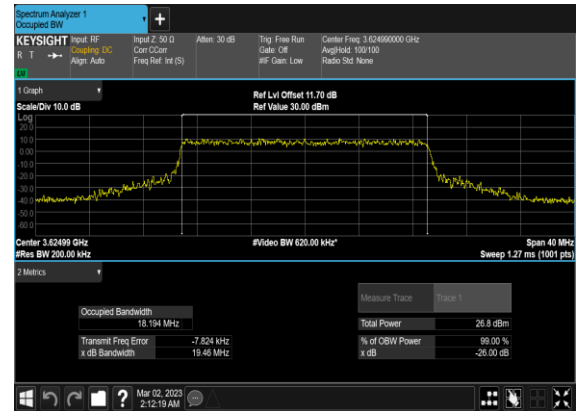 Spectrum Analyzer 1
Occupied BW
+
KEYSIGHT Input: RF Input Z: 50 Ω Atten: 30 dB Trig: Free Run Center Freq: 3.624990000 GHz
R T Coupling: DC Corr CCorr Gate: Off Avg|Hold: 100/100
Align: Auto Freq Ref: Int (S) #IF Gain: Low Radio Std: None
LXI
1 Graph
Ref Lvl Offset 11.70 dB
Scale/Div 10.0 dB Ref Value 30.00 dBm
Log
20.0
10.0
0.00
-10.0
-20.0
-30.0
-40.0
-50.0
-60.0
Center 3.62499 GHz #Video BW 620.00 kHz* Span 40 MHz
#Res BW 200.00 kHz Sweep 1.27 ms (1001 pts)
2 Metrics
Measure Trace Trace 1
Occupied Bandwidth
18.194 MHz Total Power 26.8 dBm
Transmit Freq Error -7.824 kHz % of OBW Power 99.00 %
x dB Bandwidth 19.46 MHz x dB -26.00 dB
? Mar 02, 2023
2:12:19 AM